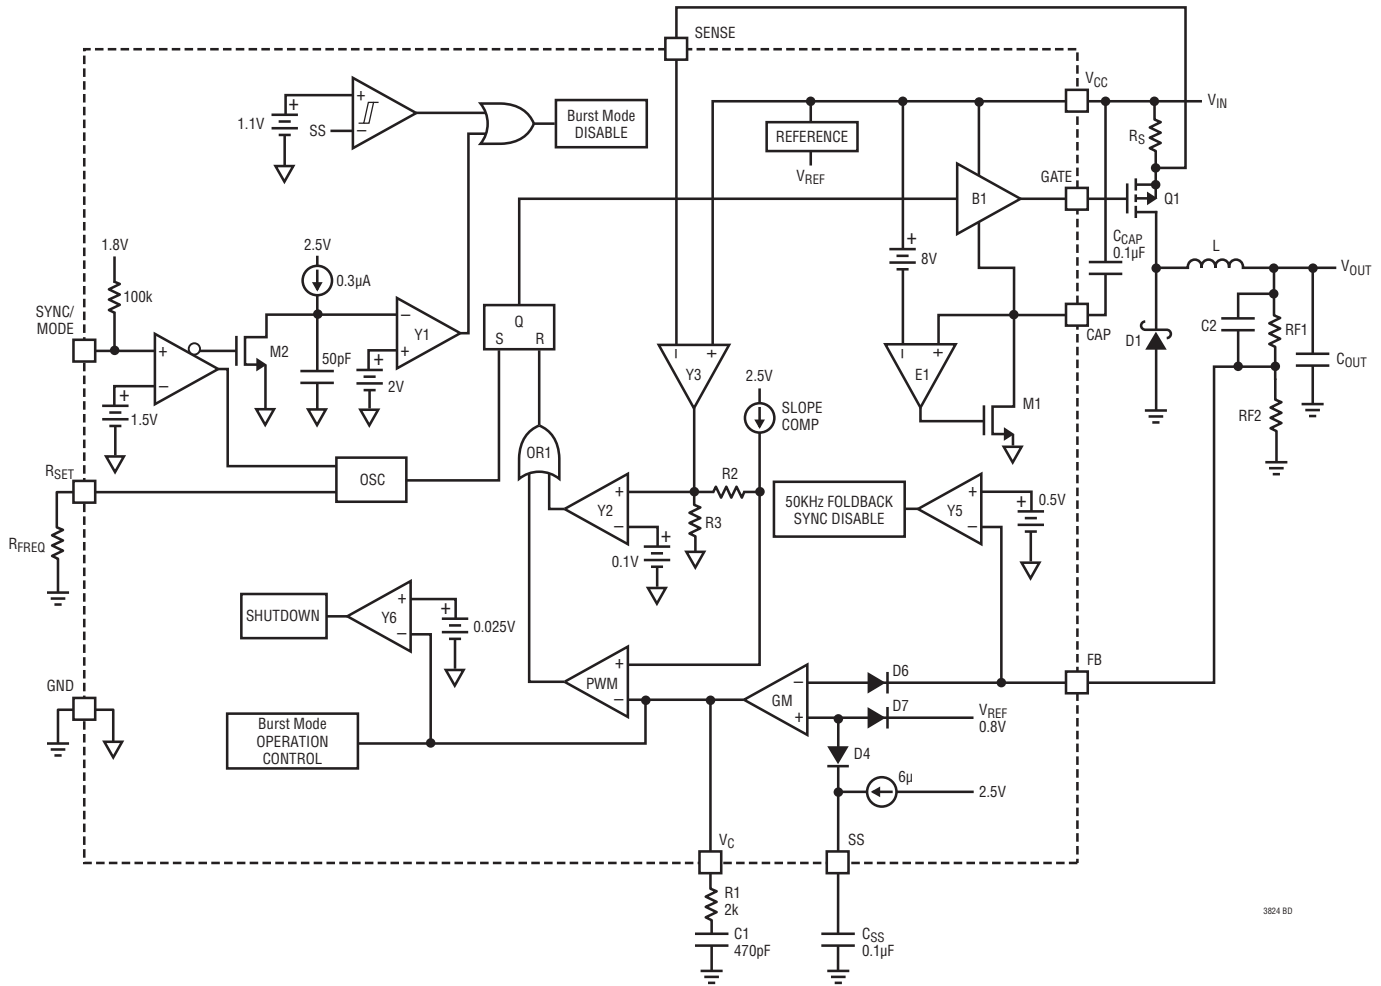 SENSE
VCC
VIN
1.1V
+
+
−
SS
Burst Mode
DISABLE
REFERENCE
VREF
RS
GATE
Q1
B1
CCAP
0.1µF
8V
+
L
VOUT
1.8V
100k
SYNC/
MODE
2.5V
0.3µA
M2
50pF
Y1
−
+
+
2V
+
−
+
1.5V
Q
S R
CAP
D1
C2
RF1
COUT
RF2
− +
Y3
− +
E1
M1
2.5V
SLOPE
COMP
RSET
OSC
OR1
RFREQ
Y2
+
−
R2
R3
0.1V
+
50KHz FOLDBACK
SYNC DISABLE
Y5
+
−
+
0.5V
SHUTDOWN
Y6
+
−
+
0.025V
GND
Burst Mode
OPERATION
CONTROL
PWM
+
−
GM
−
+
D6
D7
FB
VREF
0.8V
D4
6µ
2.5V
VC
SS
R1
2k
C1
470pF
CSS
0.1µF
3824 BD